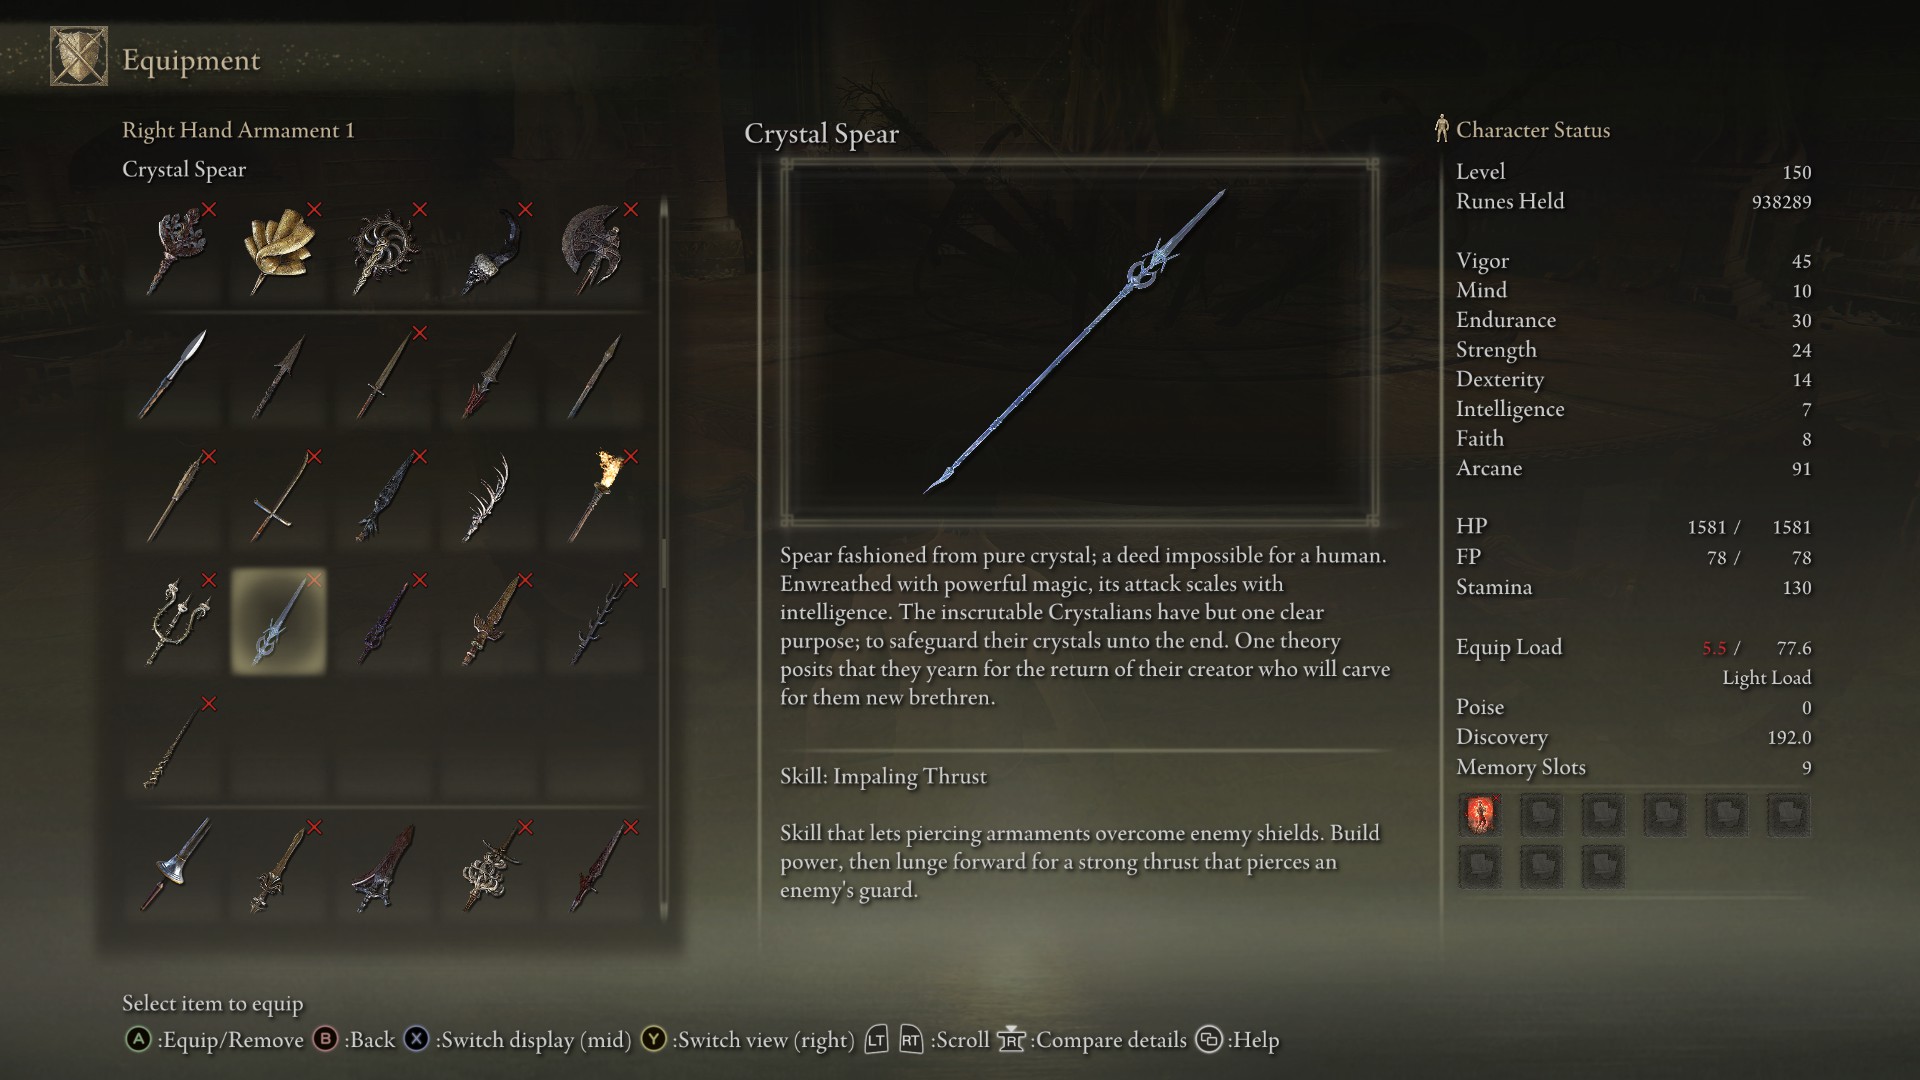 Equipment
Right Hand Armament 1
Crystal Spear
Crystal Spear
Spear fashioned from pure crystal; a deed impossible for a human.
Enwreathed with powerful magic, its attack scales with
intelligence. The inscrutable Crystalians have but one clear
purpose; to safeguard their crystals unto the end. One theory
posits that they yearn for the return of their creator who will carve
for them new brethren.
Skill: Impaling Thrust
Skill that lets piercing armaments overcome enemy shields. Build
power, then lunge forward for a strong thrust that pierces an
enemy's guard.
Character Status
Level 150
Runes Held 938289
Vigor 45
Mind 10
Endurance 30
Strength 24
Dexterity 14
Intelligence 7
Faith 8
Arcane 91
HP 1581 / 1581
FP 78 / 78
Stamina 130
Equip Load 5.5 / 77.6
Light Load
Poise 0
Discovery 192.0
Memory Slots 9
Select item to equip
A :Equip/Remove B :Back X :Switch display (mid) Y :Switch view (right) LT RT :Scroll R :Compare details :Help